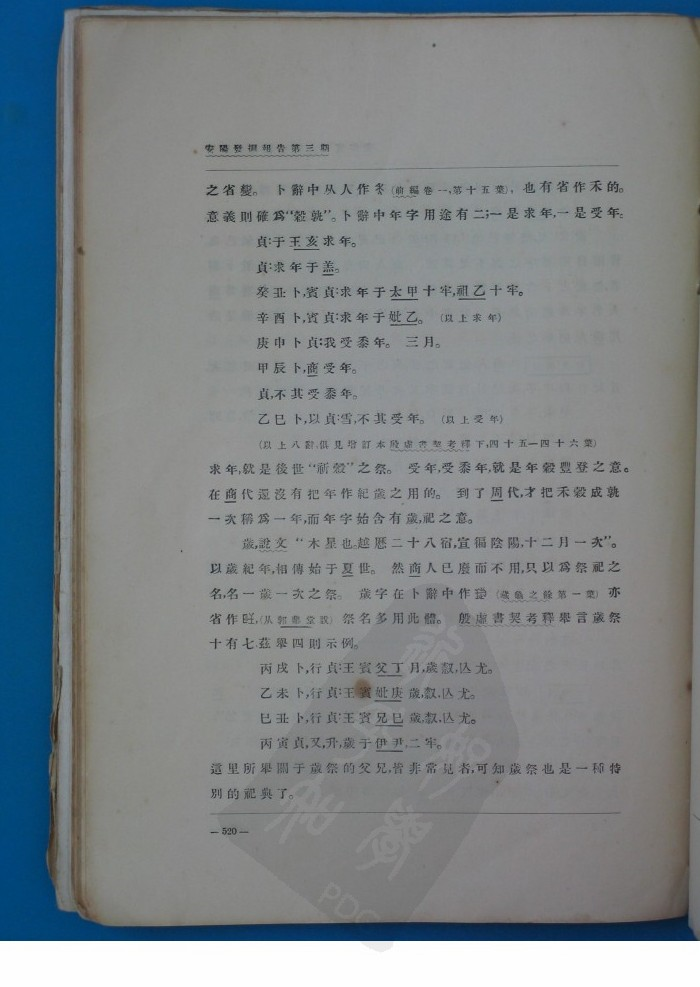 安陽發掘報告第三期
之省變。 卜辭中从人作 (前編卷一,第十五葉),也有省作禾的。
意義則確爲“穀孰”。卜辭中年字用途有二;一是求年,一是受年:
貞:于王亥求年。
貞:求年于。
癸丑卜,賓貞:求年于太甲十牢,祖乙十牢。
辛酉卜,賓貞:求年于妣乙。 (以上求年)
庚申卜貞:我受黍年。 三月。
甲辰卜,商受年。
貞,不其受黍年。
乙巳卜,以貞:雪,不其受年。 (以上受年)
(以上八辭,俱見增訂本殷虛書契考釋下,四十五—四十六葉)
求年,就是後世“祈穀”之祭。 受年,受黍年,就是年穀豐登之意。
在商代還沒有把年作紀歲之用的。 到了周代,才把禾穀成孰
一次稱爲一年,而年字始含有歲,祀之意。
歲,說文“木星也。越歷二十八宿,宣徧陰陽,十二月一次”。
以歲紀年,相傳始于夏世。 然商人已廢而不用,只以爲祭祀之
名,名一歲一次之祭。 歲字在卜辭中作 (藏龜之餘第一葉) 亦
省作,祭名多用此體。 殷虛書契考釋舉言歲祭
十有七,茲舉四則示例。
丙戌卜,行貞:王賓父丁月,歲,亡尤。
乙未卜,行貞:王賓妣庚歲,亡尤。
巳丑卜,行貞:王賓兄巳歲,亡尤。
丙寅貞,又,升,歲于伊尹,二牢。
這里所舉關于歲祭的父兄,皆非常見者,可知歲祭也是一種特
別的祀典了。
— 520 —
PDG